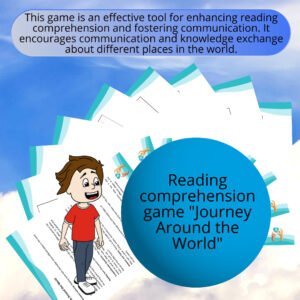 This game is an effective tool for enhancing reading
comprehension and fostering communication. It
encourages communication and knowledge exchange
about different places in the world.
Reading
comprehension
game "Journey
Around the
World"